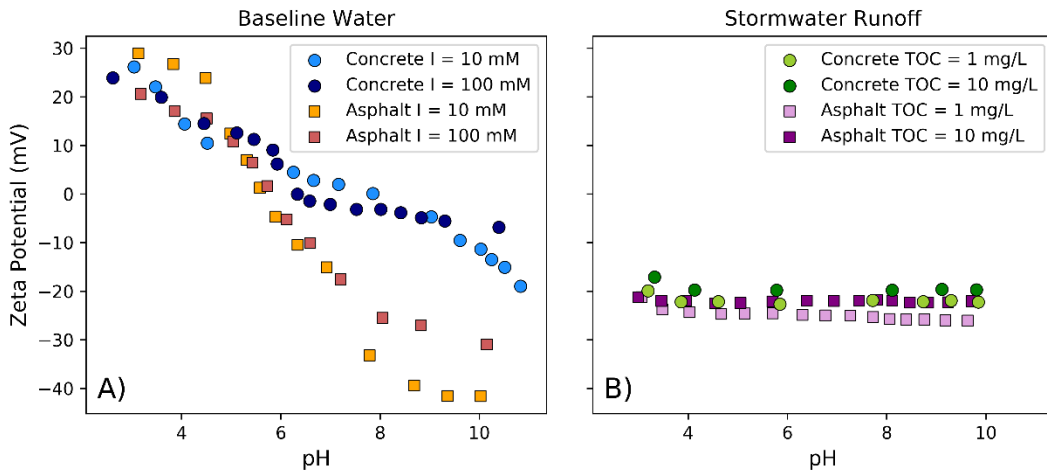 Baseline Water
Stormwater Runoff
Zeta Potential (mV)
30
20
10
0
−10
−20
−30
−40
Concrete I = 10 mM
Concrete I = 100 mM
Asphalt I = 10 mM
Asphalt I = 100 mM
A)
4
6
8
10
pH
Concrete TOC = 1 mg/L
Concrete TOC = 10 mg/L
Asphalt TOC = 1 mg/L
Asphalt TOC = 10 mg/L
B)
4
6
8
10
pH